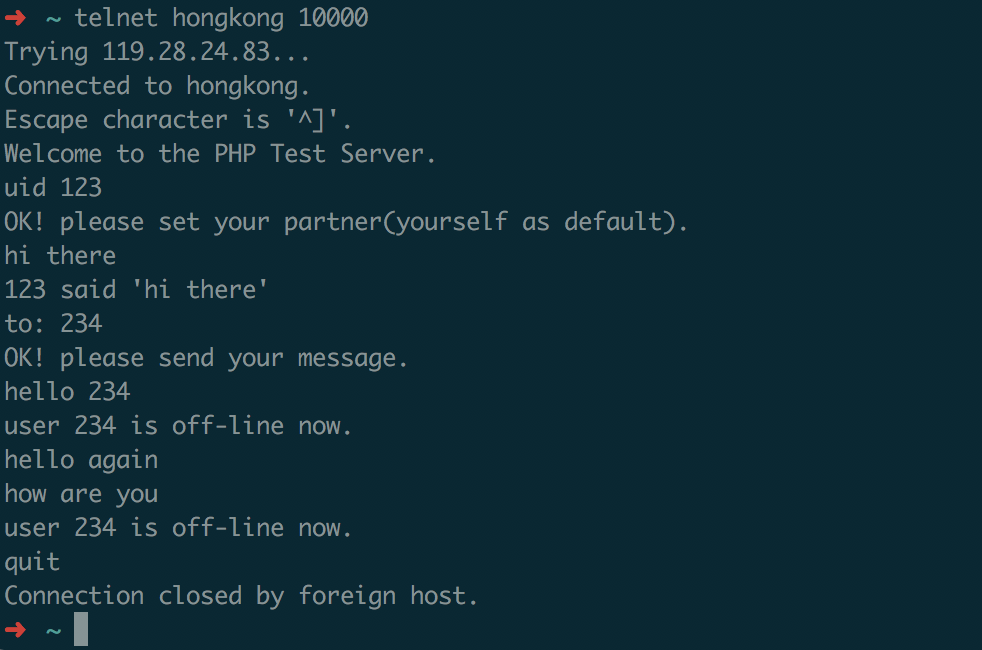 ➜ ~ telnet hongkong 10000
Trying 119.28.24.83...
Connected to hongkong.
Escape character is '^]'.
Welcome to the PHP Test Server.
uid 123
OK! please set your partner(yourself as default).
hi there
123 said 'hi there'
to: 234
OK! please send your message.
hello 234
user 234 is off-line now.
hello again
how are you
user 234 is off-line now.
quit
Connection closed by foreign host.
➜ ~